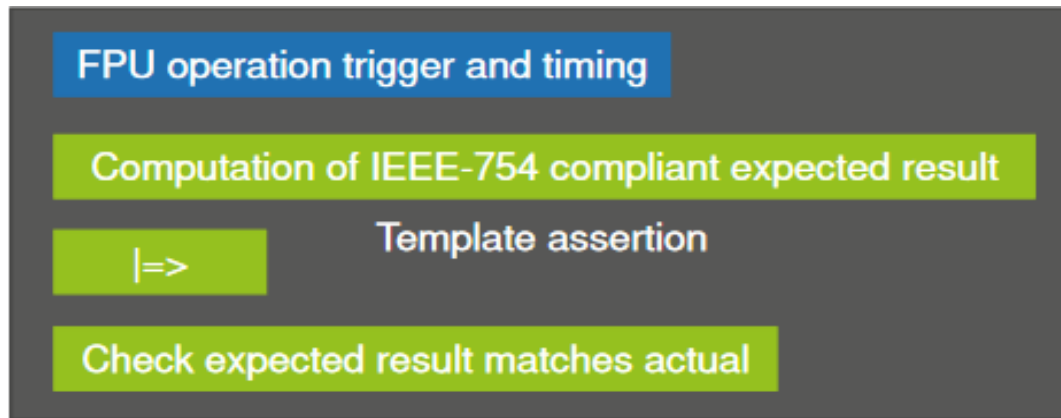 FPU operation trigger and timing
Computation of IEEE-754 compliant expected result
Template assertion
|=>
Check expected result matches actual